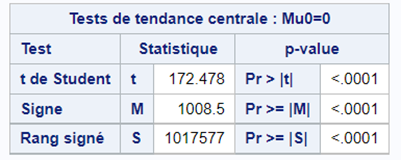 Tests de tendance centrale : Mu0=0
Test Statistique p-value
t de Student t 172.478 Pr > |t| <.0001
Signe M 1008.5 Pr >= |M| <.0001
Rang signé S 1017577 Pr >= |S| <.0001